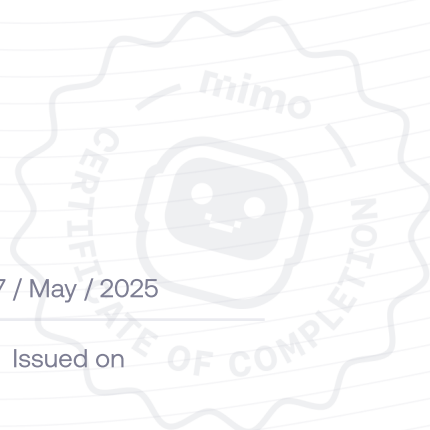 mimo
CERTIFICATE OF COMPLETION
7 / May / 2025
Issued on